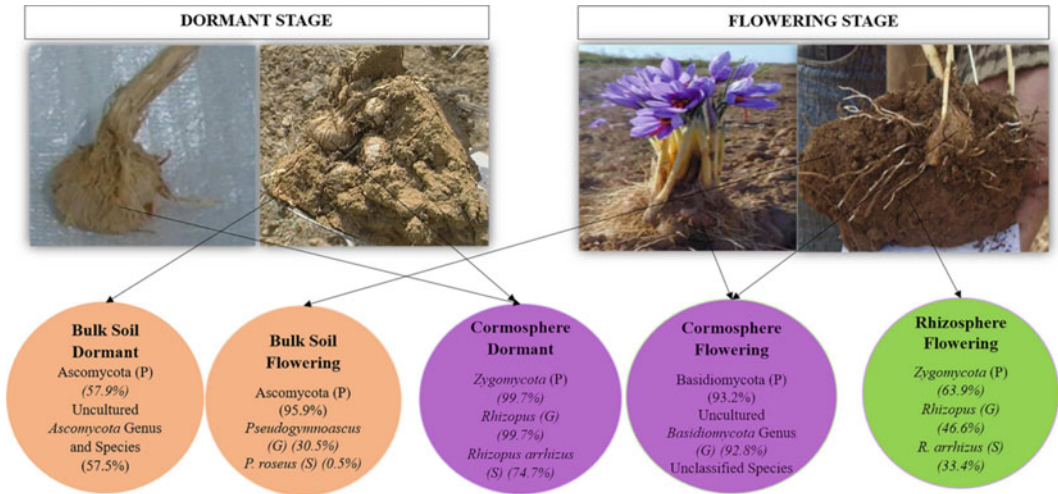 DORMANT STAGE
FLOWERING STAGE
Bulk Soil
Dormant
Ascomycota (P)
(57.9%)
Uncultured
Ascomycota Genus
and Species
(57.5%)
Bulk Soil
Flowering
Ascomycota (P)
(95.9%)
Pseudogymnoascus
(G) (30.5%)
P. roseus (S) (0.5%)
Cormosphere
Dormant
Zygomycota (P)
(99.7%)
Rhizopus (G)
(99.7%)
Rhizopus arrhizus
(S) (74.7%)
Cormosphere
Flowering
Basidiomycota (P)
(93.2%)
Uncultured
Basidiomycota Genus
(G) (92.8%)
Unclassified Species
Rhizosphere
Flowering
Zygomycota (P)
(63.9%)
Rhizopus (G)
(46.6%)
R. arrhizus (S)
(33.4%)